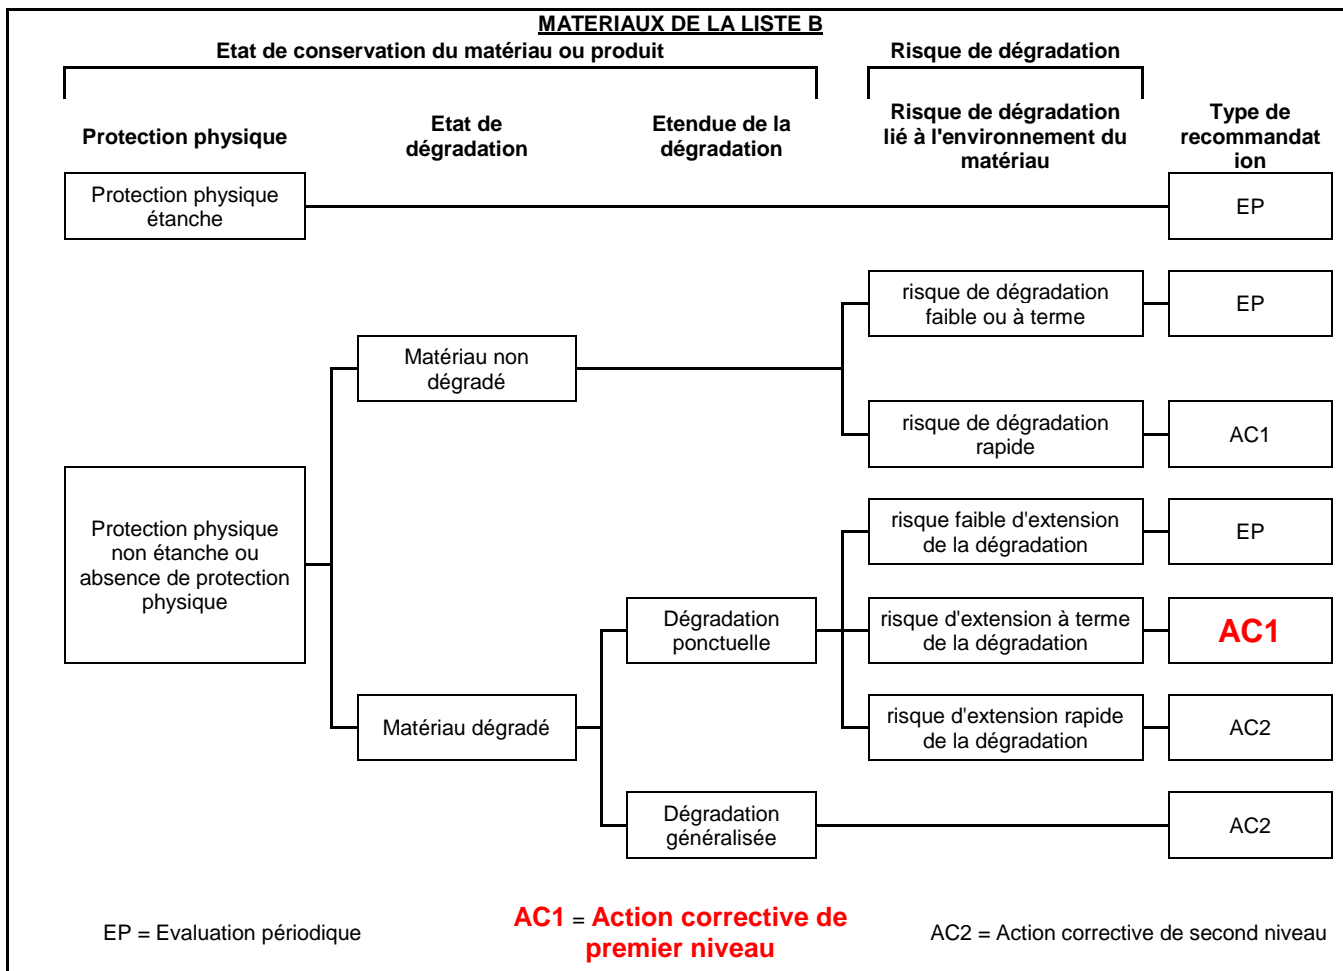 MATERIAUX DE LA LISTE B
Etat de conservation du matériau ou produit
Risque de dégradation
Protection physique
Etat de
dégradation
Etendue de la
dégradation
Risque de dégradation
lié à l'environnement du
matériau
Type de
recommandat
ion
Protection physique
étanche
EP
risque de dégradation
faible ou à terme
EP
Matériau non
dégradé
risque de dégradation
rapide
AC1
Protection physique
non étanche ou
absence de protection
physique
risque faible d'extension
de la dégradation
EP
Dégradation
ponctuelle
risque d'extension à terme
de la dégradation
AC1
Matériau dégradé
risque d'extension rapide
de la dégradation
AC2
Dégradation
généralisée
AC2
EP = Evaluation périodique
AC1 = Action corrective de
premier niveau
AC2 = Action corrective de second niveau